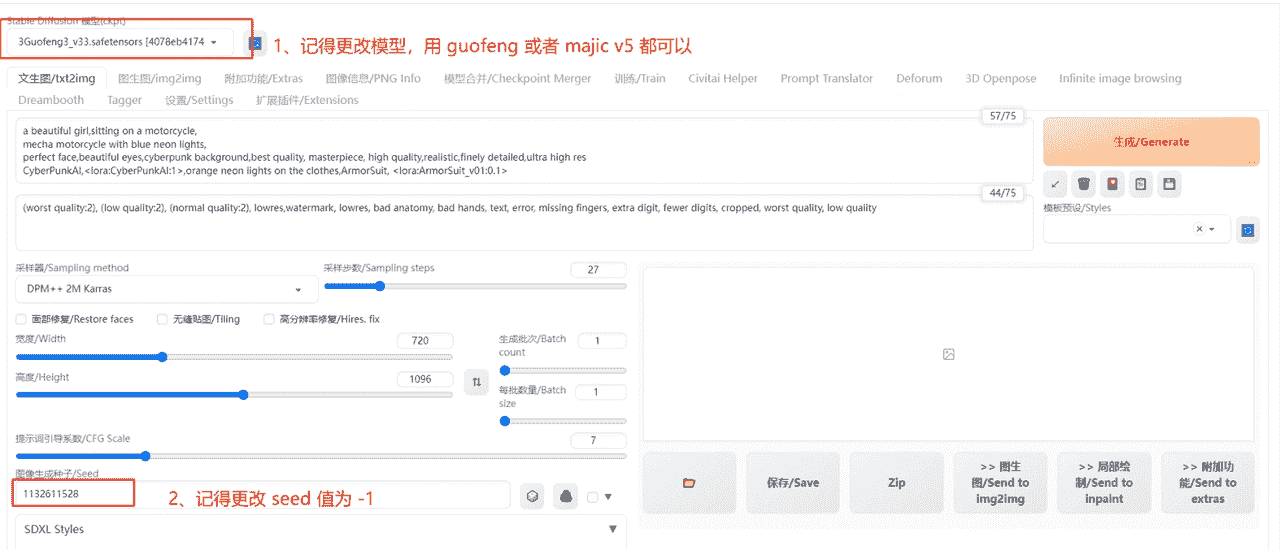 Stable Diffusion 模型(ckpt)
3Guofeng3_v33.safetensors [4078eb4174
1、记得更改模型，用 guofeng 或者 majic v5 都可以
文生图/txt2img 图生图/img2img 附加功能/Extras 图像信息/PNG Info 模型合并/Checkpoint Merger 训练/Train Civitai Helper Prompt Translator Deforum 3D Openpose Infinite image browsing
Dreambooth Tagger 设置/Settings 扩展插件/Extensions
57/75
a beautiful girl,sitting on a motorcycle,
mecha motorcycle with blue neon lights,
perfect face,beautiful eyes,cyberpunk background,best quality, masterpiece, high quality,realistic,finely detailed,ultra high res
CyberPunkAI,<lora:CyberPunkAI:1>,orange neon lights on the clothes,ArmorSuit, <lora:ArmorSuit_v01:0.1>
生成/Generate
44/75
(worst quality:2), (low quality:2), (normal quality:2), lowres,watermark, lowres, bad anatomy, bad hands, text, error, missing fingers, extra digit, fewer digits, cropped, worst quality, low quality
模板预设/Styles
采样器/Sampling method
DPM++ 2M Karras
采样步数/Sampling steps
27
面部修复/Restore faces 无缝贴图/Tiling 高分辨率修复/Hires. fix
宽度/Width
720
生成批次/Batch
count
1
高度/Height
1096
每批数量/Batch
size
1
提示词引导系数/CFG Scale
7
图像生成种子/Seed
1132611528
2、记得更改 seed 值为 -1
SDXL Styles
保存/Save
Zip
>> 图生
图/Send to
img2img
>> 局部绘
制/Send to
inpaint
>> 附加功
能/Send to
extras